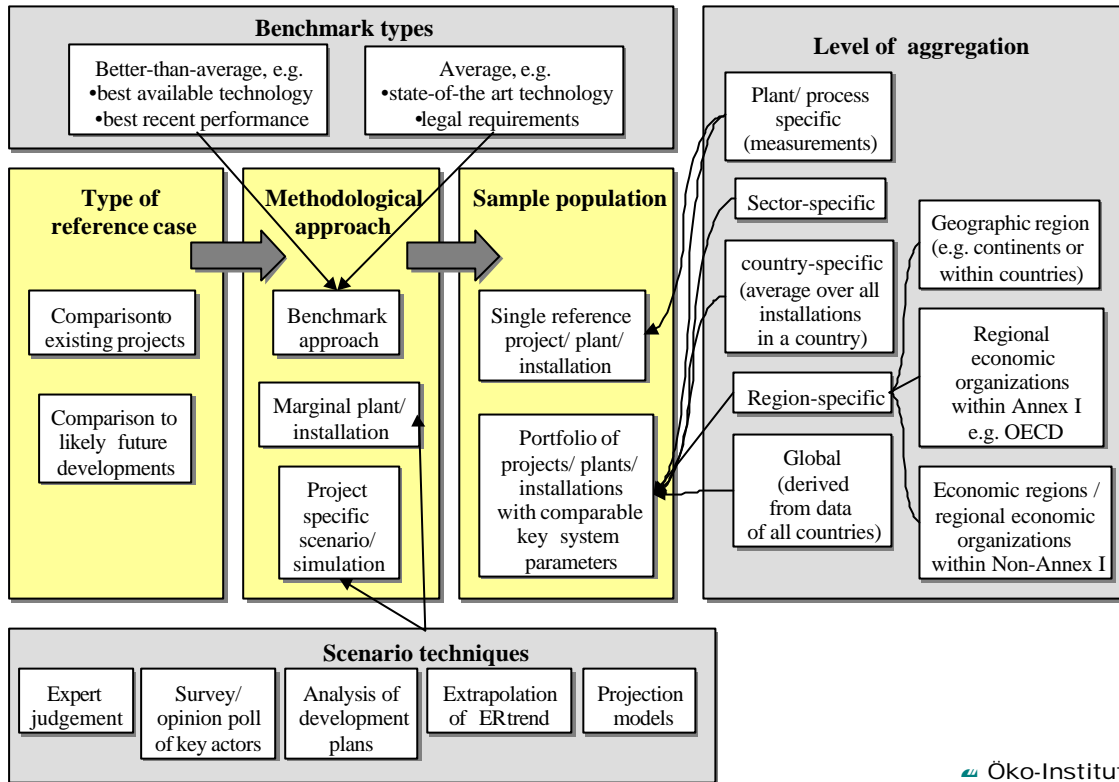 Benchmark types
Better-than-average, e.g.
•best available technology
•best recent performance
Average, e.g.
•state-of-the art technology
•legal requirements
Level of aggregation
Plant/ process
specific
(measurements)
Sector-specific
country-specific
(average over all
installations
in a country)
Region-specific
Global
(derived
from data
of all countries)
Geographic region
(e.g. continents or
within countries)
Regional
economic
organizations
within Annex I
e.g. OECD
Economic regions /
regional economic
organizations
within Non-Annex I
Type of
reference case
Comparisonto
existing projects
Comparison to
likely future
developments
Methodological
approach
Benchmark
approach
Marginal plant/
installation
Project
specific
scenario/
simulation
Sample population
Single reference
project/ plant/
installation
Portfolio of
projects/ plants/
installations
with comparable
key system
parameters
Scenario techniques
Expert
judgement
Survey/
opinion poll
of key actors
Analysis of
development
plans
Extrapolation
of ERtrend
Projection
models
Öko-Institut